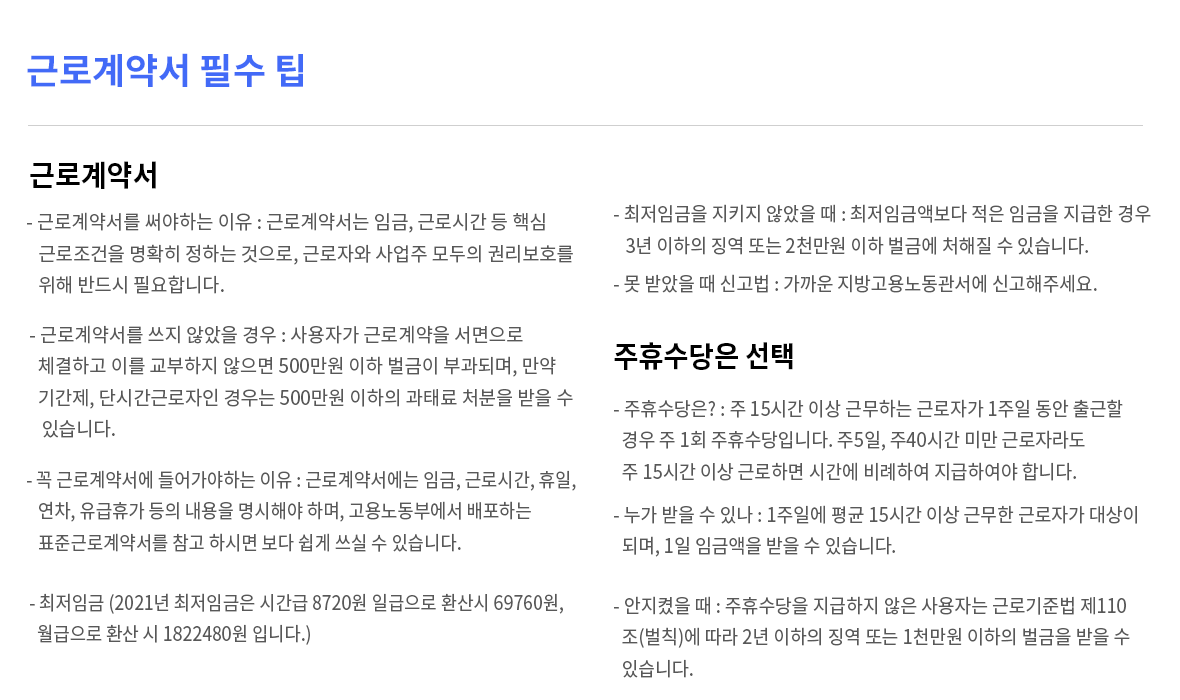 근로계약서 필수 팁
근로계약서
- 근로계약서를 써야하는 이유 : 근로계약서는 임금, 근로시간 등 핵심
근로조건을 명확히 정하는 것으로, 근로자와 사업주 모두의 권리보호를
위해 반드시 필요합니다.
- 근로계약서를 쓰지 않았을 경우 : 사용자가 근로계약을 서면으로
체결하고 이를 교부하지 않으면 500만원 이하 벌금이 부과되며, 만약
기간제, 단시간근로자인 경우는 500만원 이하의 과태료 처분을 받을 수
있습니다.
- 꼭 근로계약서에 들어가야하는 이유 : 근로계약서에는 임금, 근로시간, 휴일,
연차, 유급휴가 등의 내용을 명시해야 하며, 고용노동부에서 배포하는
표준근로계약서를 참고 하시면 보다 쉽게 쓰실 수 있습니다.
- 최저임금 (2021년 최저임금은 시간급 8720원 일급으로 환산시 69760원,
월급으로 환산 시 1822480원 입니다.)
- 최저임금을 지키지 않았을 때 : 최저임금액보다 적은 임금을 지급한 경우
3년 이하의 징역 또는 2천만원 이하 벌금에 처해질 수 있습니다.
- 못 받았을 때 신고법 : 가까운 지방고용노동관서에 신고해주세요.
주휴수당은 선택
- 주휴수당은? : 주 15시간 이상 근무하는 근로자가 1주일 동안 출근할
경우 주 1회 주휴수당입니다. 주5일, 주40시간 미만 근로자라도
주 15시간 이상 근로하면 시간에 비례하여 지급하여야 합니다.
- 누가 받을 수 있나 : 1주일에 평균 15시간 이상 근무한 근로자가 대상이
되며, 1일 임금액을 받을 수 있습니다.
- 안지켰을 때 : 주휴수당을 지급하지 않은 사용자는 근로기준법 제110
조(벌칙)에 따라 2년 이하의 징역 또는 1천만원 이하의 벌금을 받을 수
있습니다.